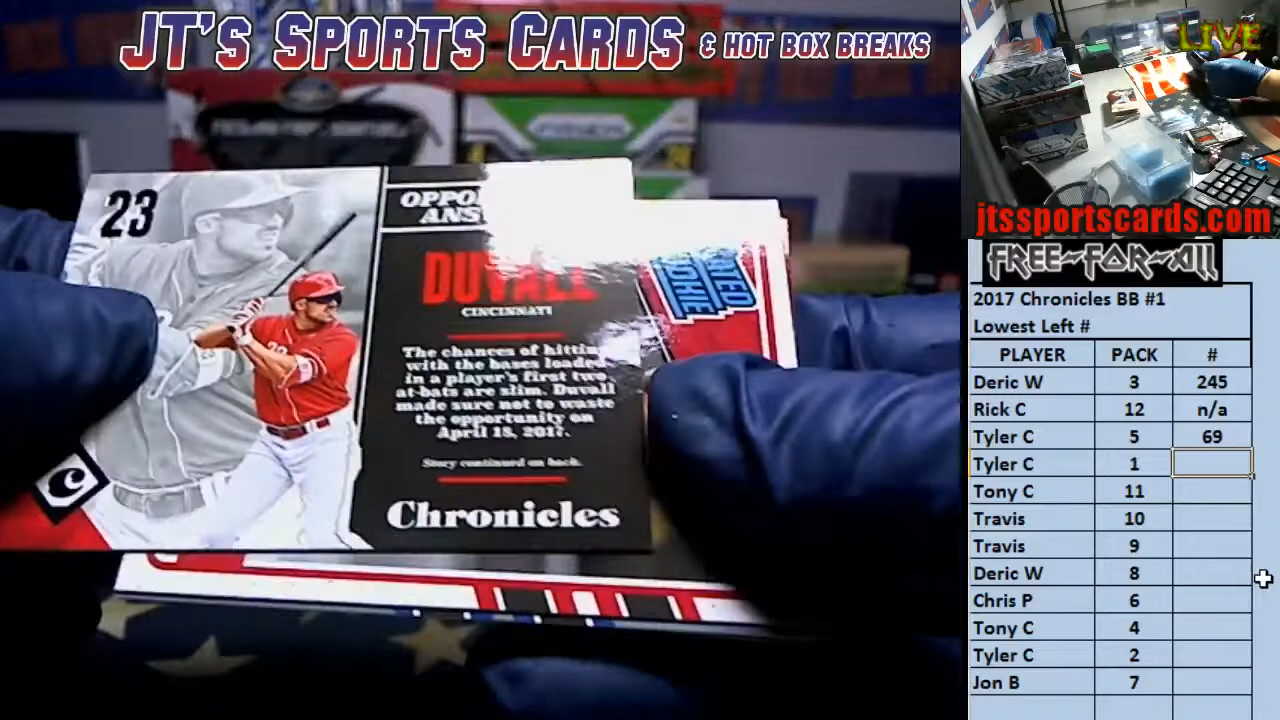 JT's Sports Cards & Hot Box Breaks
LIVE
jtssportscards.com
FREE-FOR-ALL
2017 Chronicles BB #1
Lowest Left #
PLAYER PACK #
Deric W 3 245
Rick C 12 n/a
Tyler C 5 69
Tyler C 1
Tony C 11
Travis 10
Travis 9
Deric W 8
Chris P 6
Tony C 4
Tyler C 2
Jon B 7
23
DUVALL
CINCINNATI
The chances of hitting
with the bases loaded
in a player's first two
at-bats are slim. Duvall
made sure not to waste
the opportunity on
April 18, 2017.
Story continued on back.
C
Chronicles